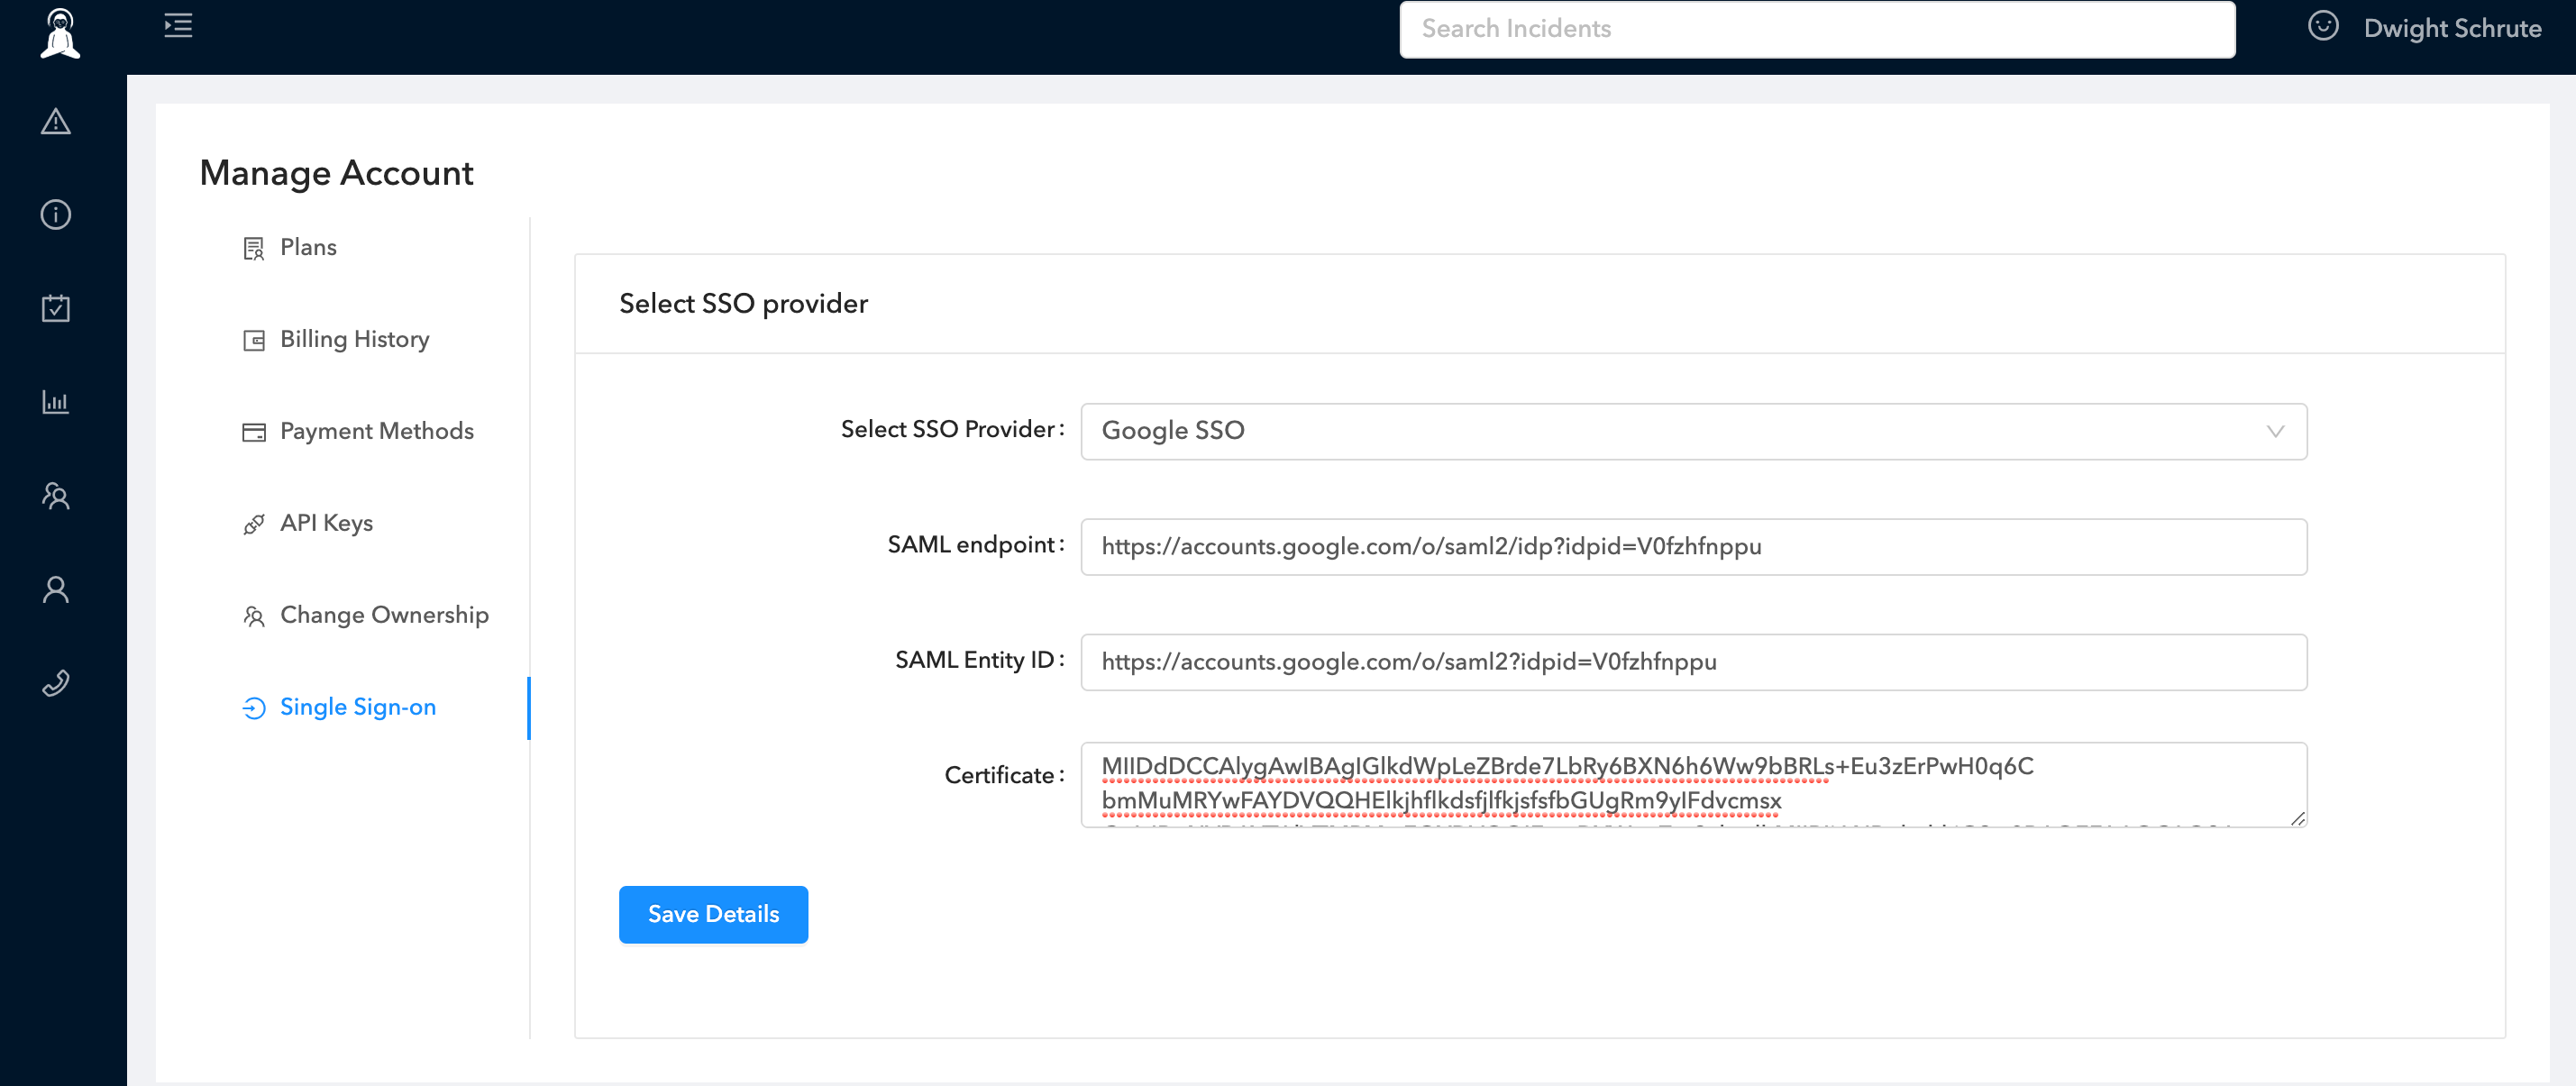 Search Incidents
Dwight Schrute
Manage Account
Plans
Billing History
Payment Methods
API Keys
Change Ownership
Single Sign-on
Select SSO provider
Select SSO Provider: Google SSO
SAML endpoint: https://accounts.google.com/o/saml2/idp?idpid=V0fzhfnppu
SAML Entity ID: https://accounts.google.com/o/saml2?idpid=V0fzhfnppu
Certificate: MIIDdDCCAlygAwIBAgIGlkdWpLeZBrde7LbRy6BXN6h6Ww9bBRLs+Eu3zErPwH0q6C
bmMuMRYwFAYDVQQHElkjhflkdsfjlfkjsfsfbGUgRm9yIFdvcmsx
Save Details